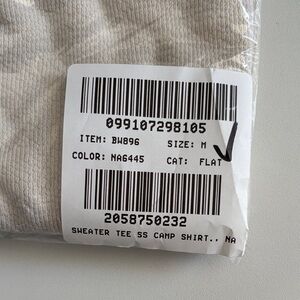 099107298105
ITEM: BW896 SIZE: M
COLOR: NA6445 CAT: FLAT
2058750232
SWEATER TEE SS CAMP SHIRT.. NA